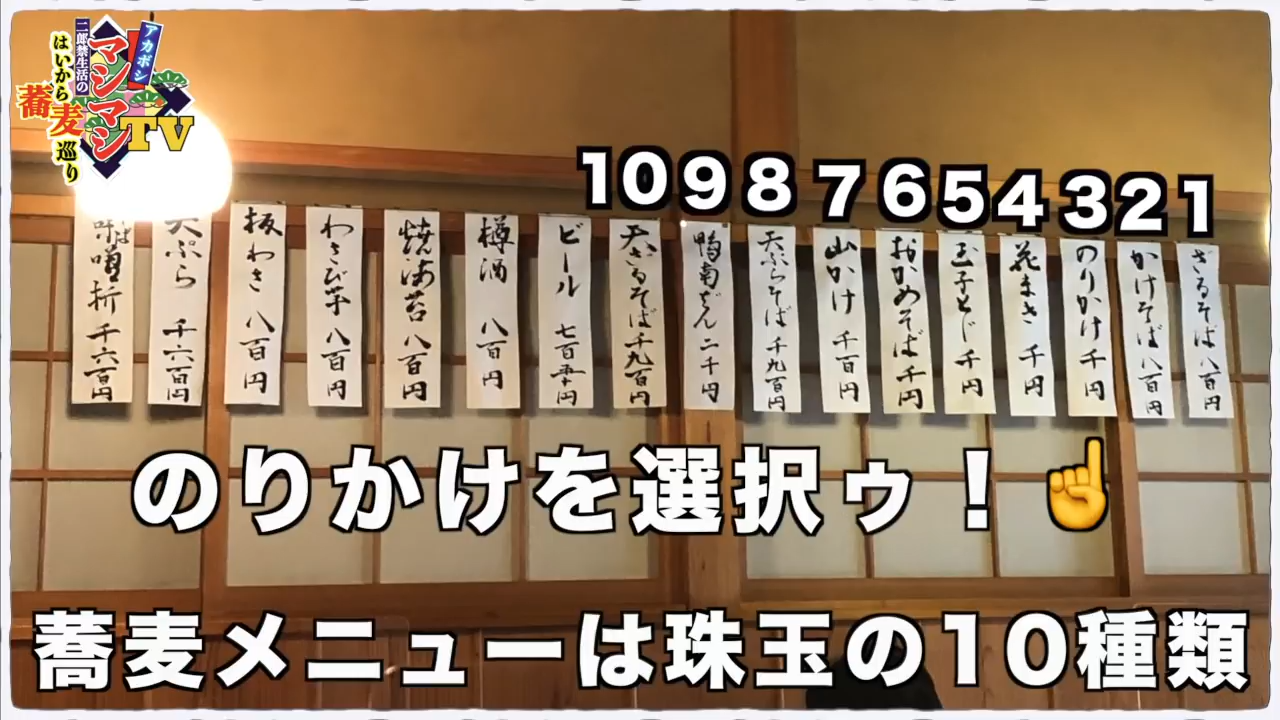 アカボシ
マシマシTV
二郎禁生活の
はいから
蕎麦巡り
10 9 8 7 6 5 4 3 2 1
ざるそば 八百円
かけそば 八百円
のりかけ 千円
花まき 千円
玉子とじ 千円
おかめそば 千円
山かけ 千百円
天ぷらそば 千九百円
鴨南ばん 二千円
天ざるそば 千九百円
ビール 七百五十円
樽酒 八百円
焼海苔 八百円
わさび芋 八百円
板わさ 八百円
天ぷら 千六百円
千六百円
のりかけを選択ゥ！☝
蕎麦メニューは珠玉の10種類